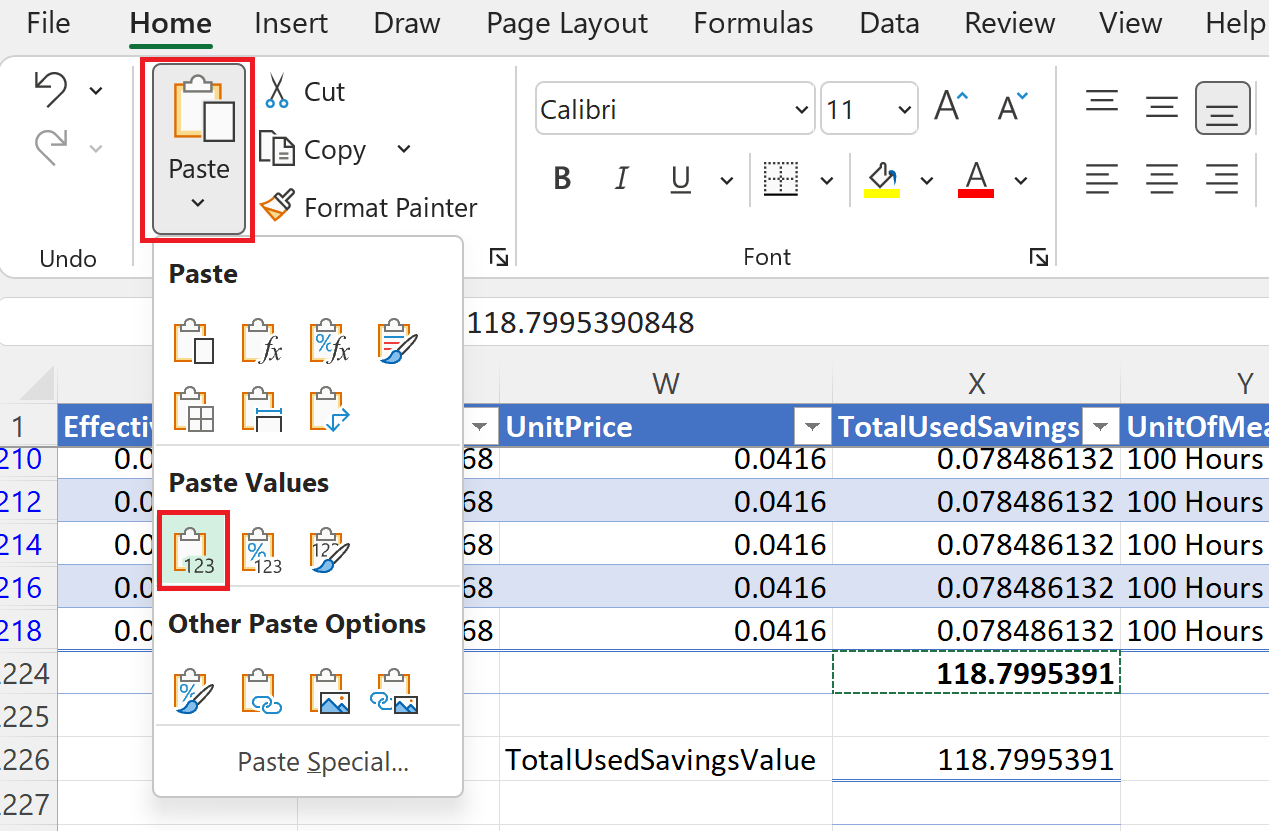 File Home Insert Draw Page Layout Formulas Data Review View Help
Cut
Calibri 11 A A
Paste
Copy
B I U A
Format Painter
Undo Font
Paste
118.7995390848
fx % fx
W X Y
1 Effectiv UnitPrice TotalUsedSavings UnitOfMea
210 0.0 68 0.0416 0.078486132 100 Hours
Paste Values
212 0.0 68 0.0416 0.078486132 100 Hours
214 0.0 68 0.0416 0.078486132 100 Hours
123 % 123 123
216 0.0 68 0.0416 0.078486132 100 Hours
Other Paste Options
218 0.0 68 0.0416 0.078486132 100 Hours
224 118.7995391
%
225
Paste Special...
226 TotalUsedSavingsValue 118.7995391
227